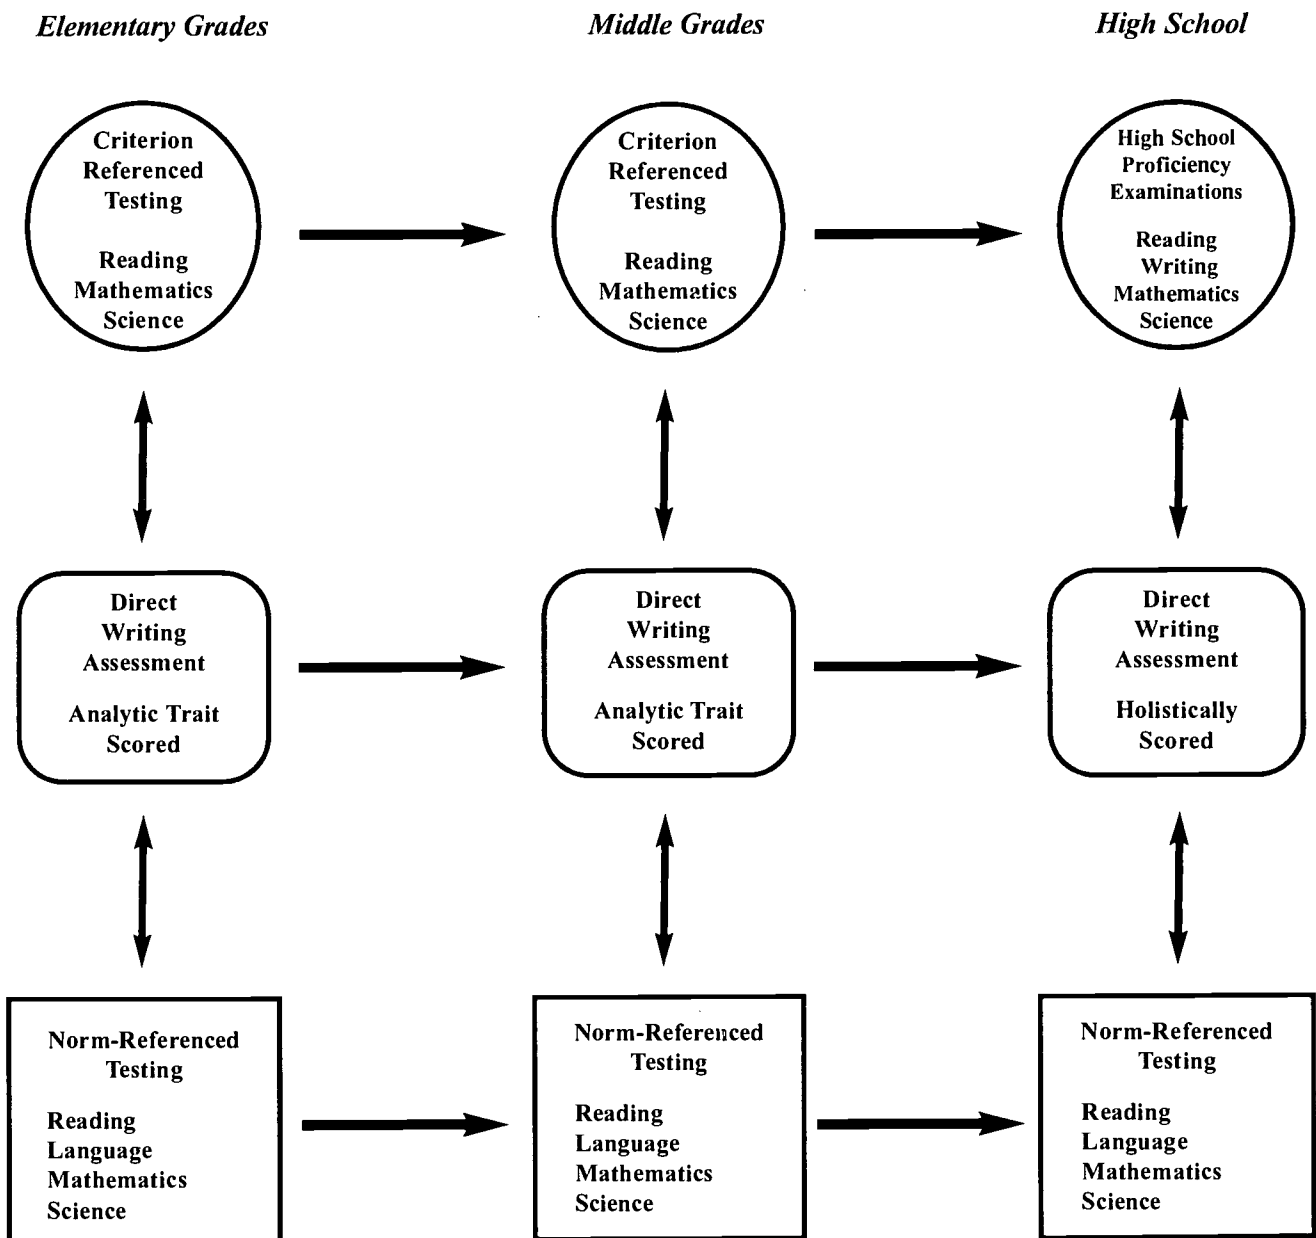 Elementary Grades
Middle Grades
High School
Criterion
Referenced
Testing
Reading
Mathematics
Science
Criterion
Referenced
Testing
Reading
Mathematics
Science
High School
Proficiency
Examinations
Reading
Writing
Mathematics
Science
Direct
Writing
Assessment
Analytic Trait
Scored
Direct
Writing
Assessment
Analytic Trait
Scored
Direct
Writing
Assessment
Holistically
Scored
Norm-Referenced
Testing
Reading
Language
Mathematics
Science
Norm-Referenced
Testing
Reading
Language
Mathematics
Science
Norm-Referenced
Testing
Reading
Language
Mathematics
Science